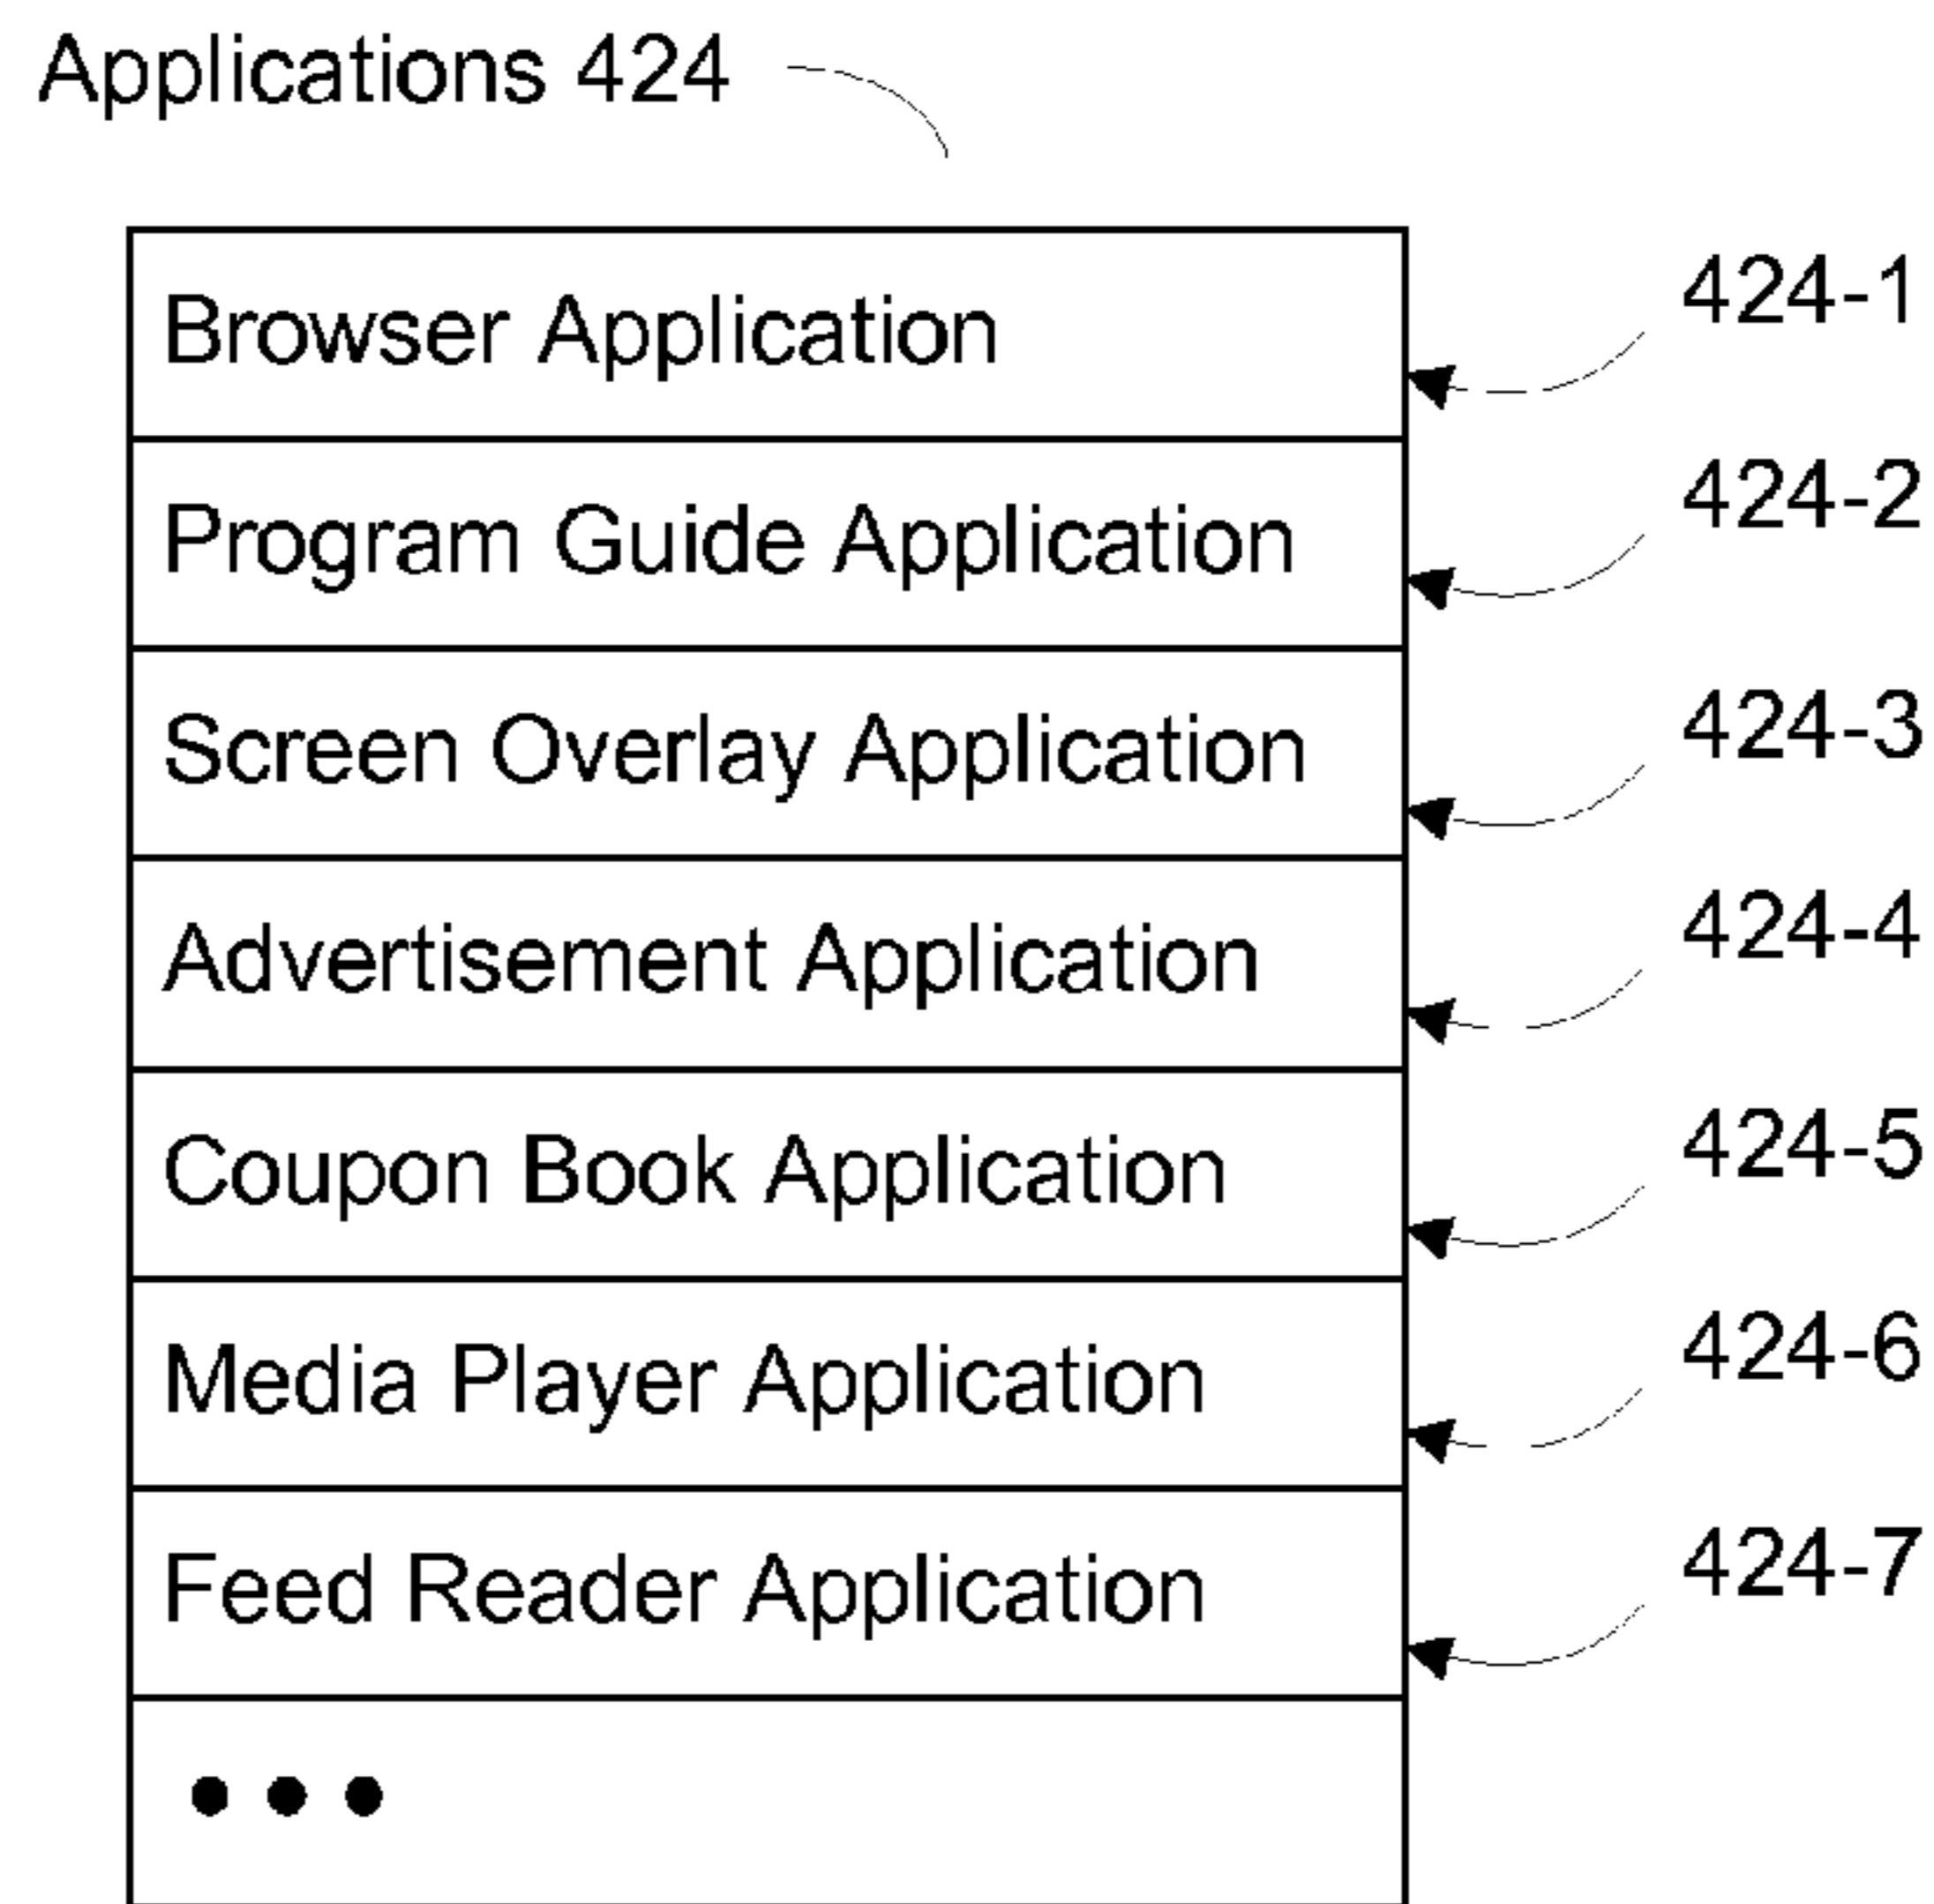 Applications 424
Browser Application
424-1
Program Guide Application
424-2
Screen Overlay Application
424-3
Advertisement Application
424-4
Coupon Book Application
424-5
Media Player Application
424-6
Feed Reader Application
424-7
• • •